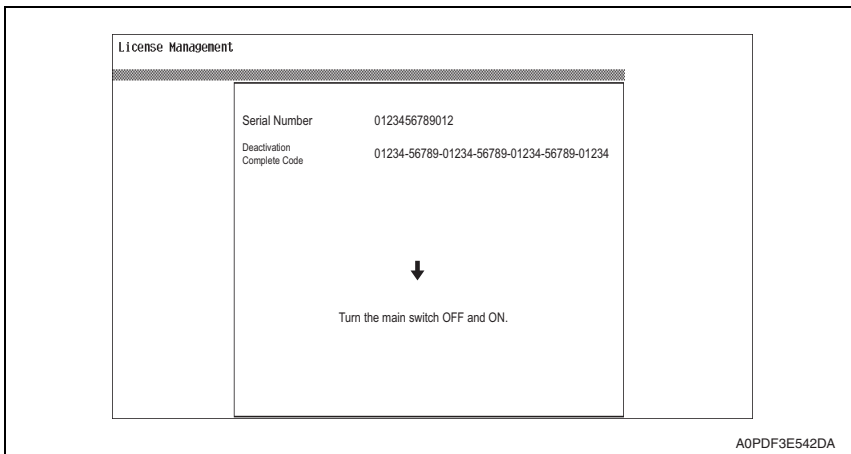 License Management
Serial Number 0123456789012
Deactivation
Complete Code 01234-56789-01234-56789-01234-56789-01234
Turn the main switch OFF and ON.
A0PDF3E542DA